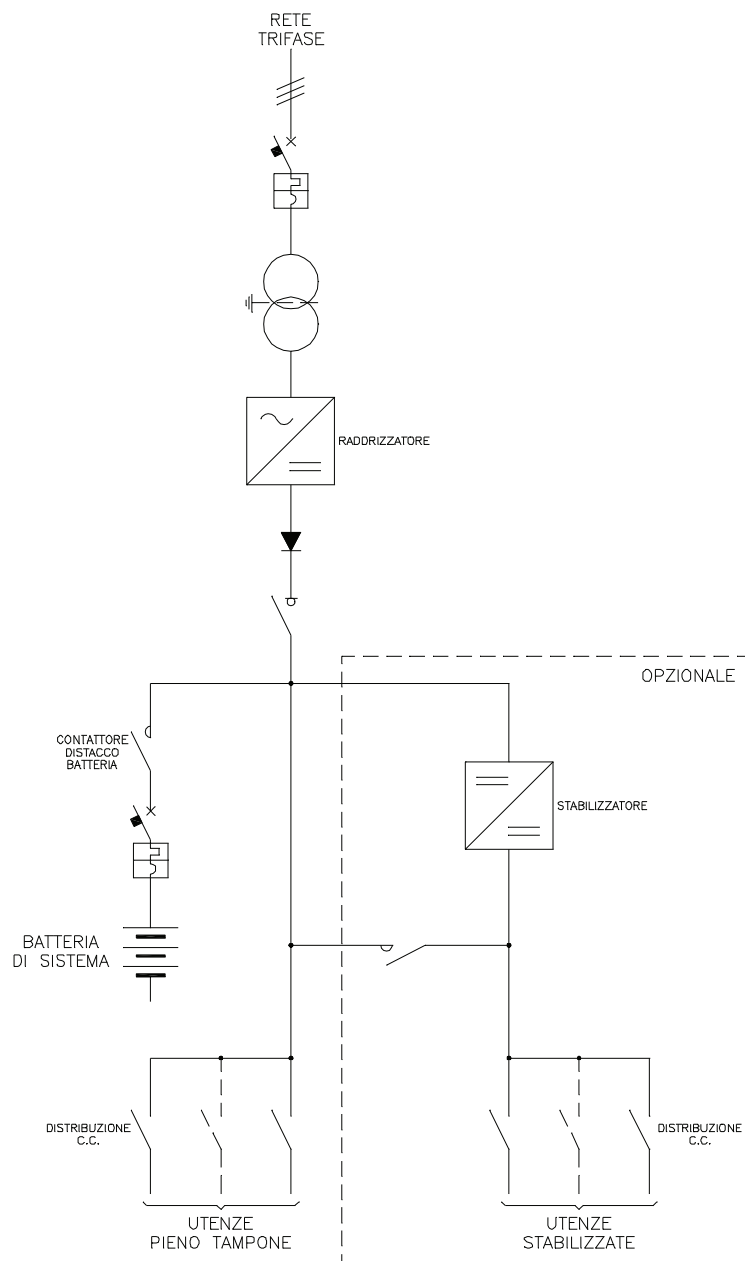 RETE
TRIFASE
RADDRIZZATORE
OPZIONALE
CONTATTORE
DISTACCO
BATTERIA
STABILIZZATORE
BATTERIA
DI SISTEMA
DISTRIBUZIONE
C.C.
DISTRIBUZIONE
C.C.
UTENZE
PIENO TAMPONE
UTENZE
STABILIZZATE